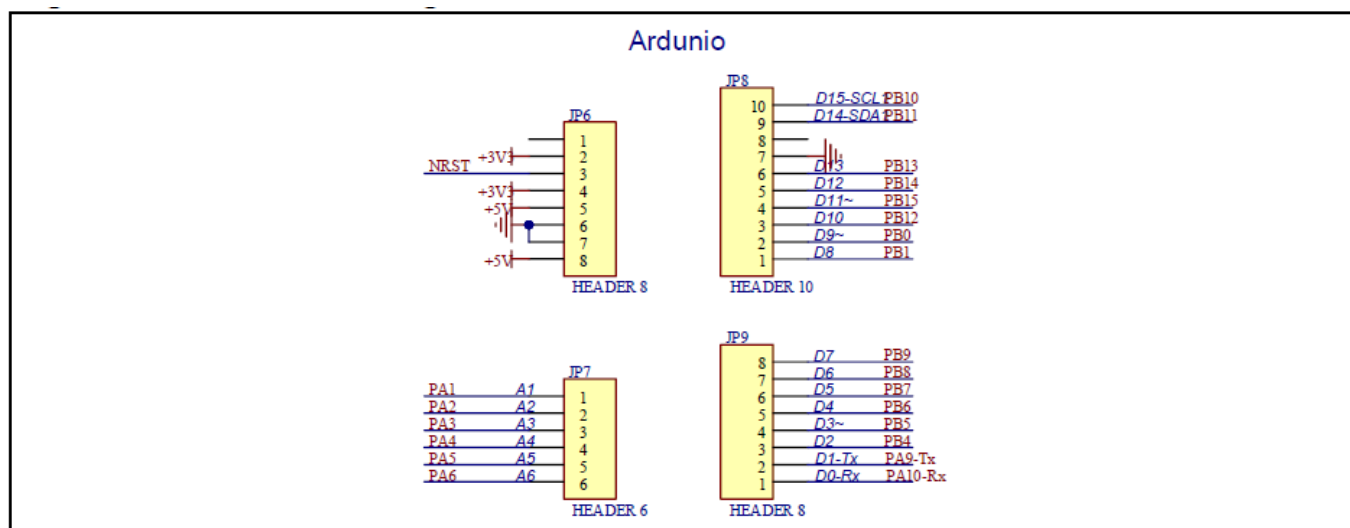 Ardunio
JP6
1
+3V3 2
NRST 3
+3V3 4
+5V 5
6
7
+5V 8
HEADER 8
JP8
10 D15-SCL1 PB10
9 D14-SDA1 PB11
8
7
6 D13 PB13
5 D12 PB14
4 D11~ PB15
3 D10 PB12
2 D9~ PB0
1 D8 PB1
HEADER 10
JP7
PA1 A1 1
PA2 A2 2
PA3 A3 3
PA4 A4 4
PA5 A5 5
PA6 A6 6
HEADER 6
JP9
8 D7 PB9
7 D6 PB8
6 D5 PB7
5 D4 PB6
4 D3~ PB5
3 D2 PB4
2 D1-Tx PA9-Tx
1 D0-Rx PA10-Rx
HEADER 8